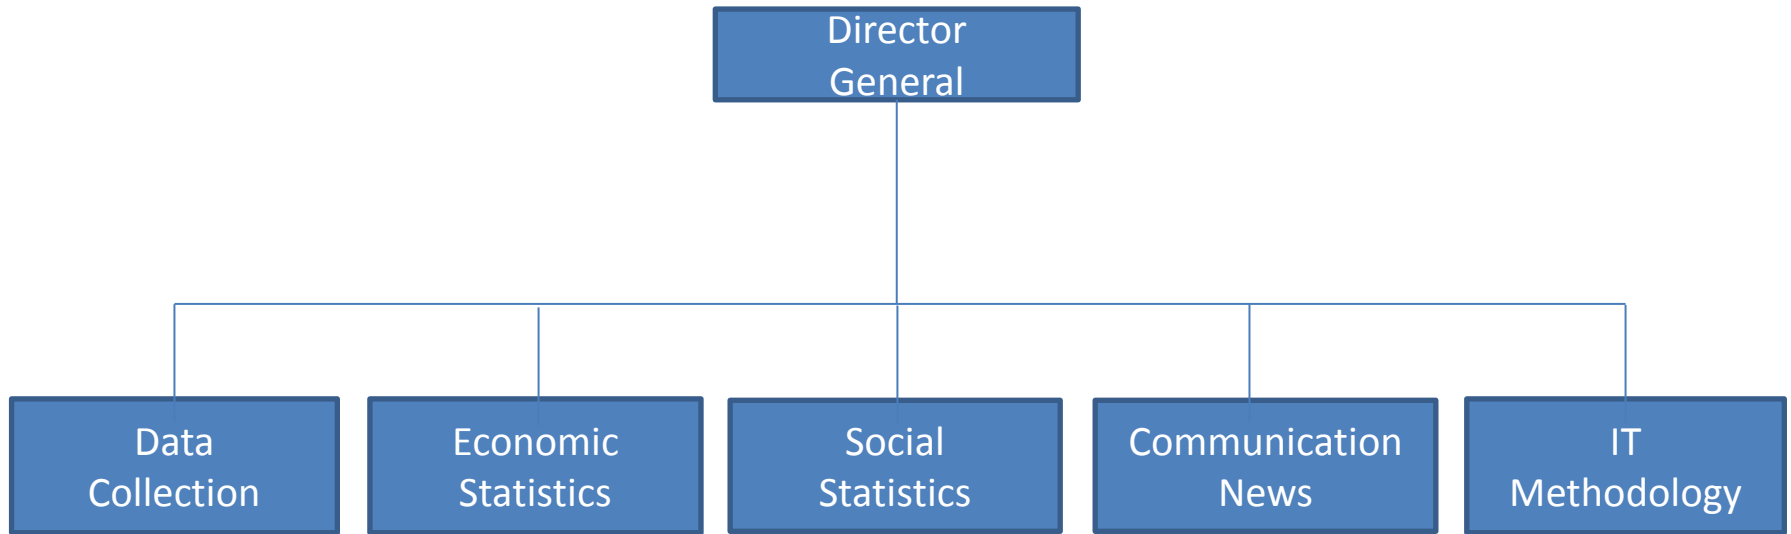 Director
General
Data
Collection
Economic
Statistics
Social
Statistics
Communication
News
IT
Methodology